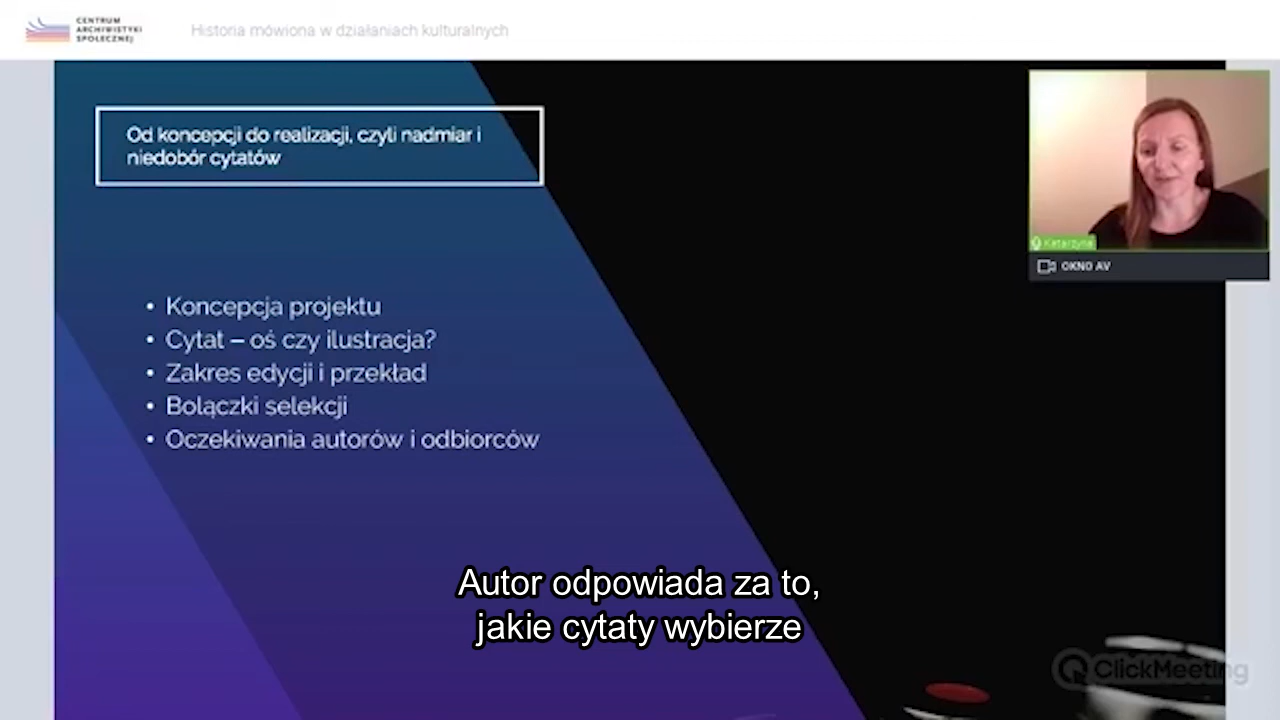 CENTRUM
ARCHIWISTYKI
SPOŁECZNEJ
Historia mówiona w działaniach kulturalnych
Od koncepcji do realizacji, czyli nadmiar i
niedobór cytatów
• Koncepcja projektu
• Cytat – oś czy ilustracja?
• Zakres edycji i przekład
• Bolączki selekcji
• Oczekiwania autorów i odbiorców
Katarzyna
OKNO AV
Autor odpowiada za to,
jakie cytaty wybierze
ClickMeeting